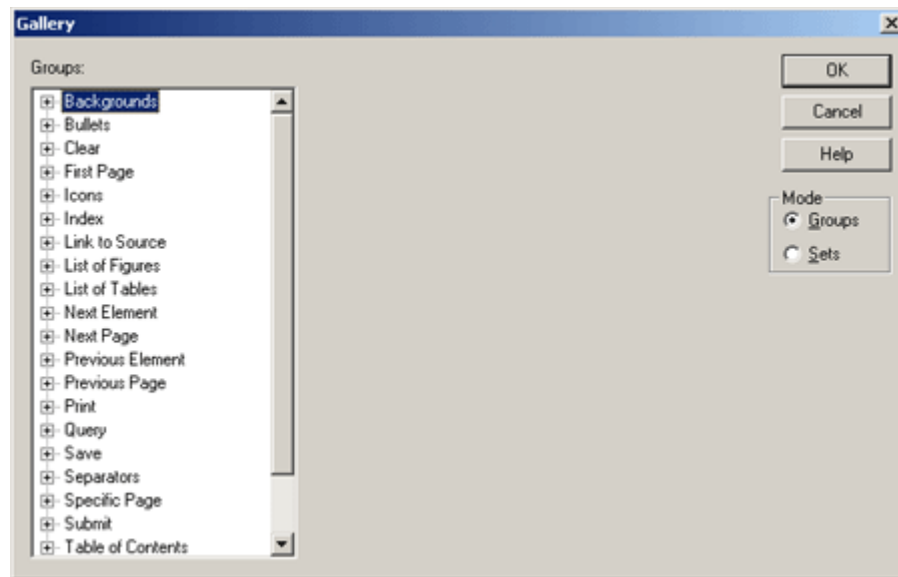 Gallery
Groups:
Backgrounds
Bullets
Clear
First Page
Icons
Index
Link to Source
List of Figures
List of Tables
Next Element
Next Page
Previous Element
Previous Page
Print
Query
Save
Separators
Specific Page
Submit
Table of Contents
OK
Cancel
Help
Mode
Groups
Sets